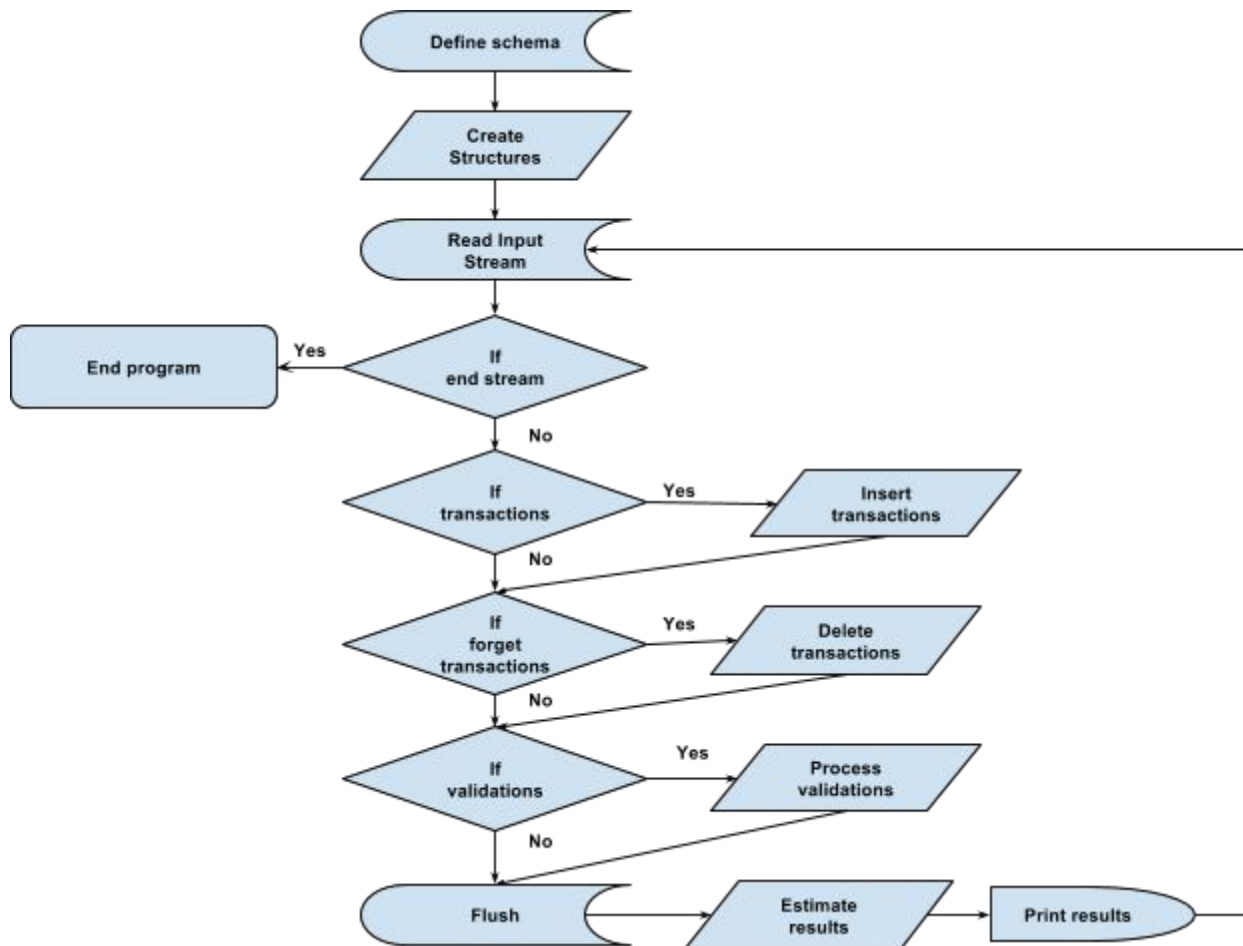 Define schema
Create
Structures
Read Input
Stream
If
end stream
Yes
End program
No
If
transactions
Yes
Insert
transactions
No
If
forget
transactions
Yes
Delete
transactions
No
If
validations
Yes
Process
validations
No
Flush
Estimate
results
Print results